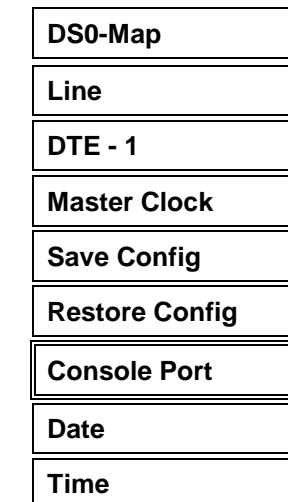 DS0-Map
Line
DTE - 1
Master Clock
Save Config
Restore Config
Console Port
Date
Time